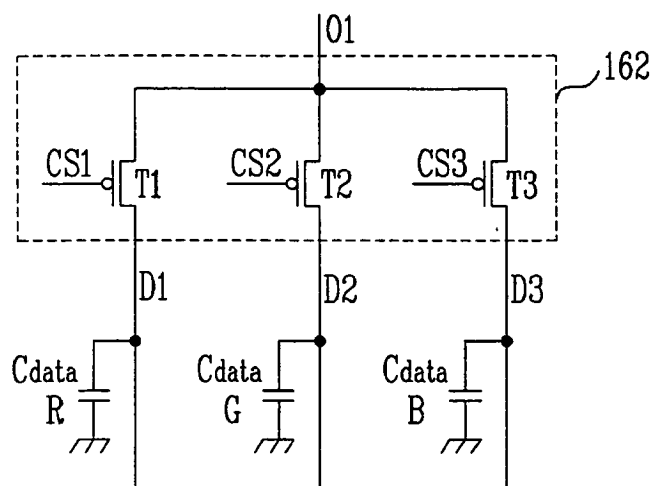 O1
162
CS1
T1
CS2
T2
CS3
T3
D1
D2
D3
Cdata
R
Cdata
G
Cdata
B